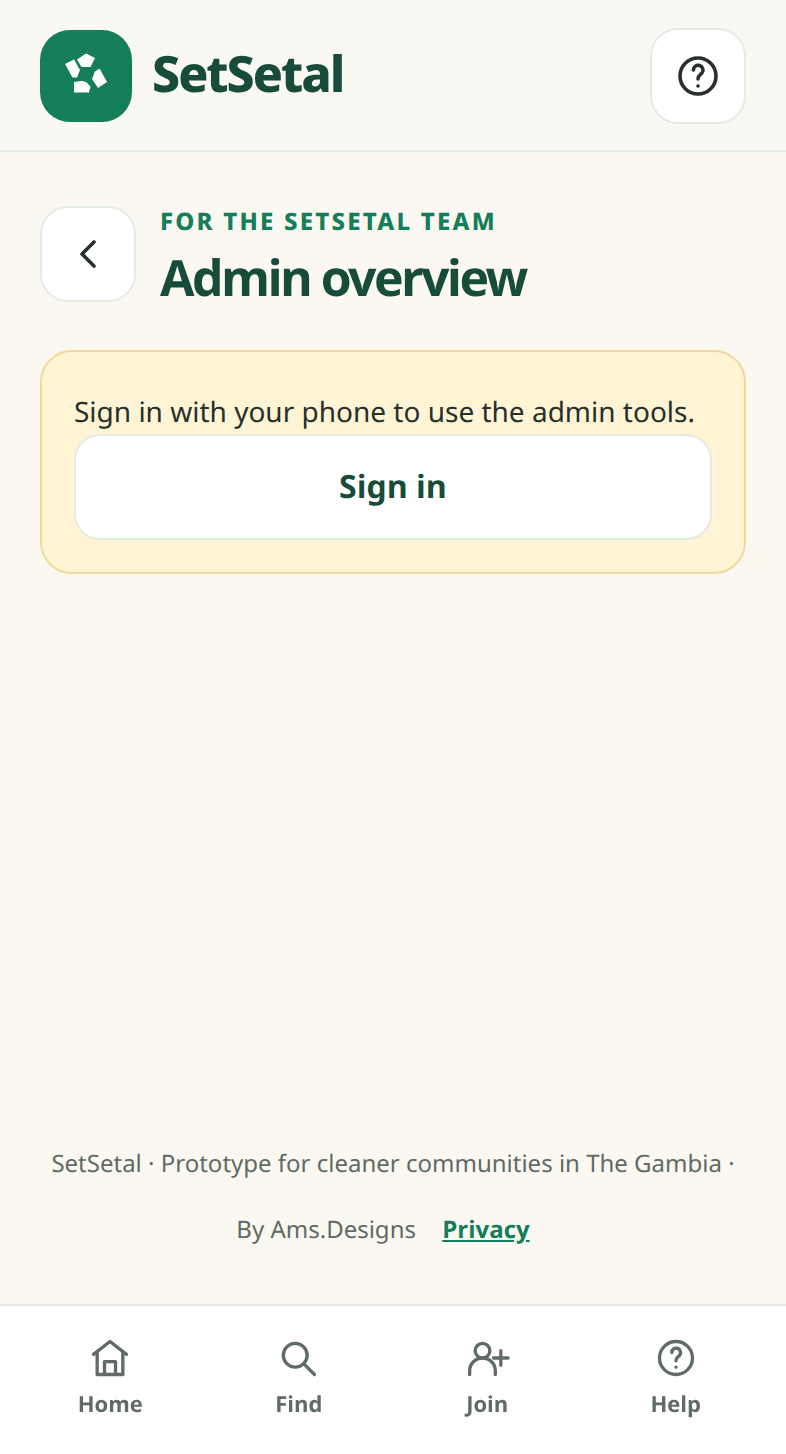 SetSetal
FOR THE SETSETAL TEAM
Admin overview
Sign in with your phone to use the admin tools.
Sign in
SetSetal · Prototype for cleaner communities in The Gambia ·
By Ams.Designs Privacy
Home
Find
Join
Help